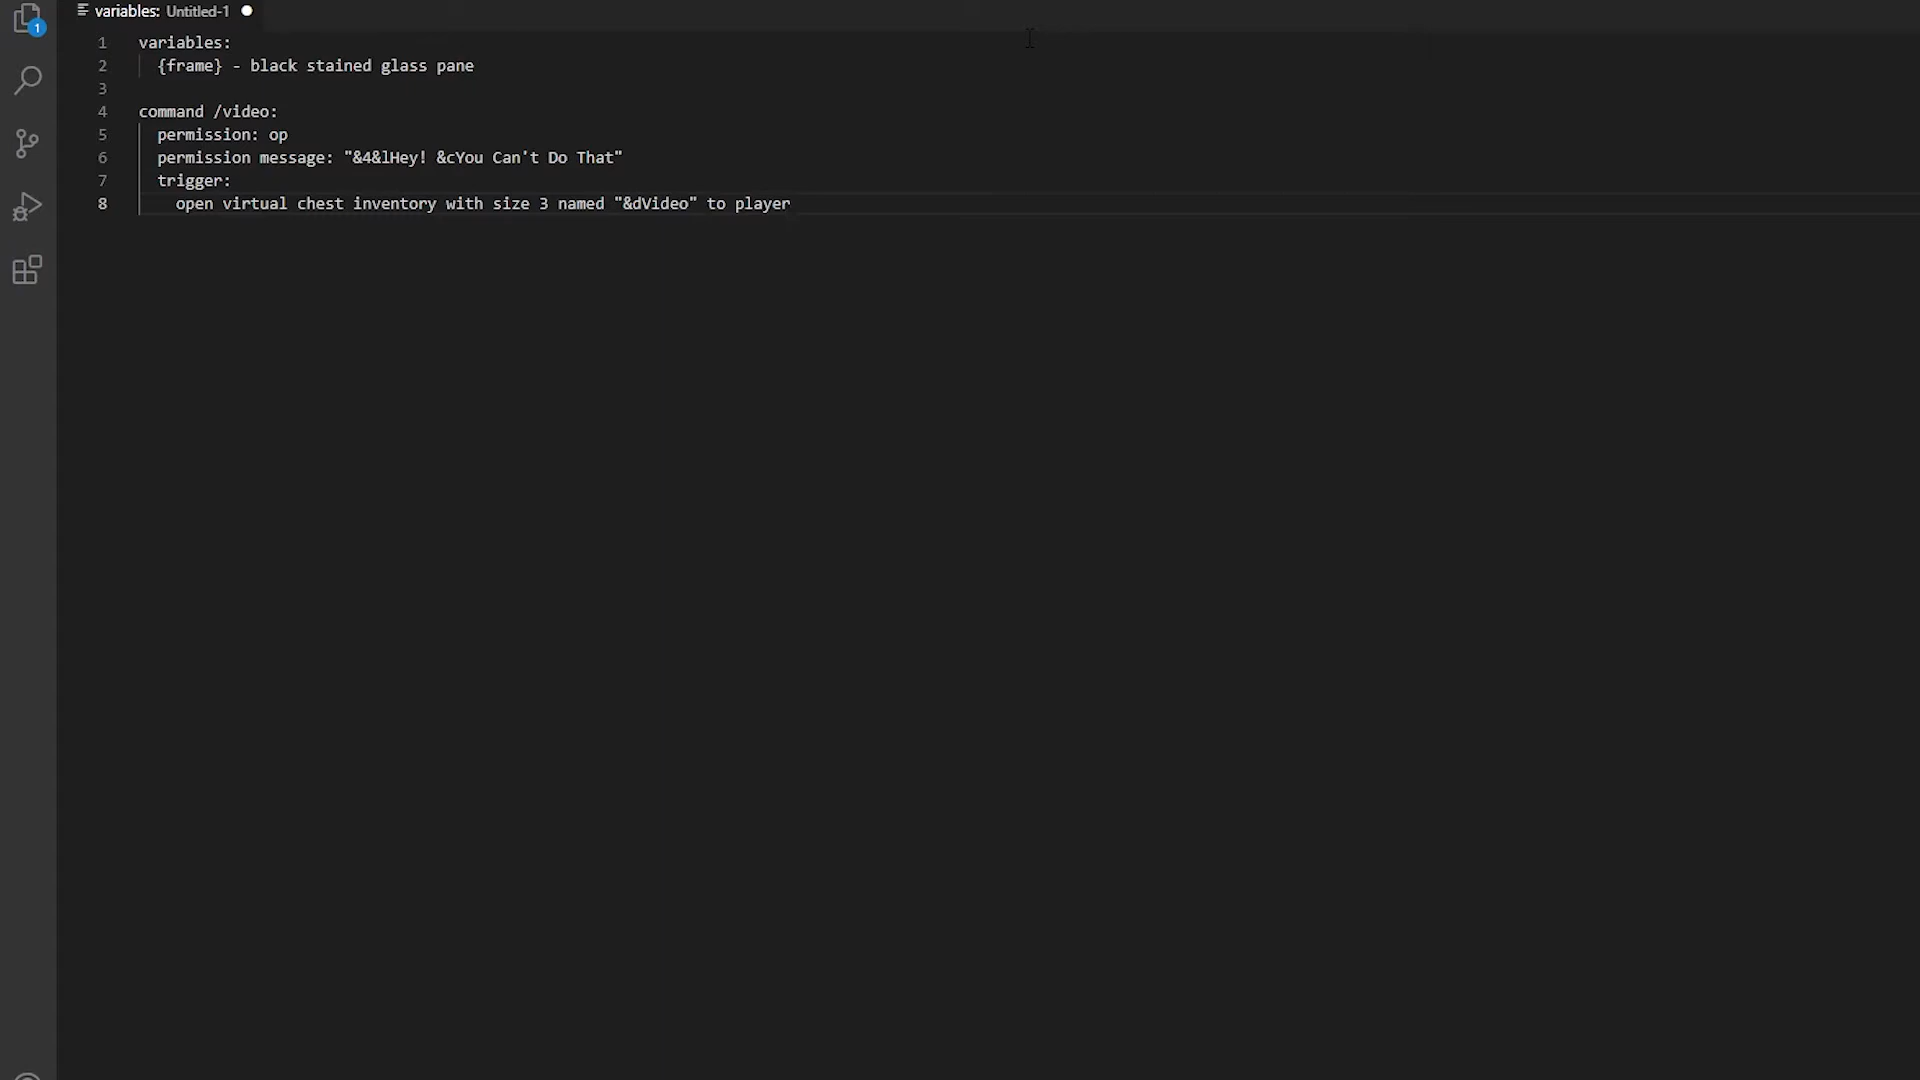 variables: Untitled-1
1
1 variables:
2 {frame} - black stained glass pane
3
4 command /video:
5 permission: op
6 permission message: "&4&lHey! &cYou Can't Do That"
7 trigger:
8 open virtual chest inventory with size 3 named "&dVideo" to player